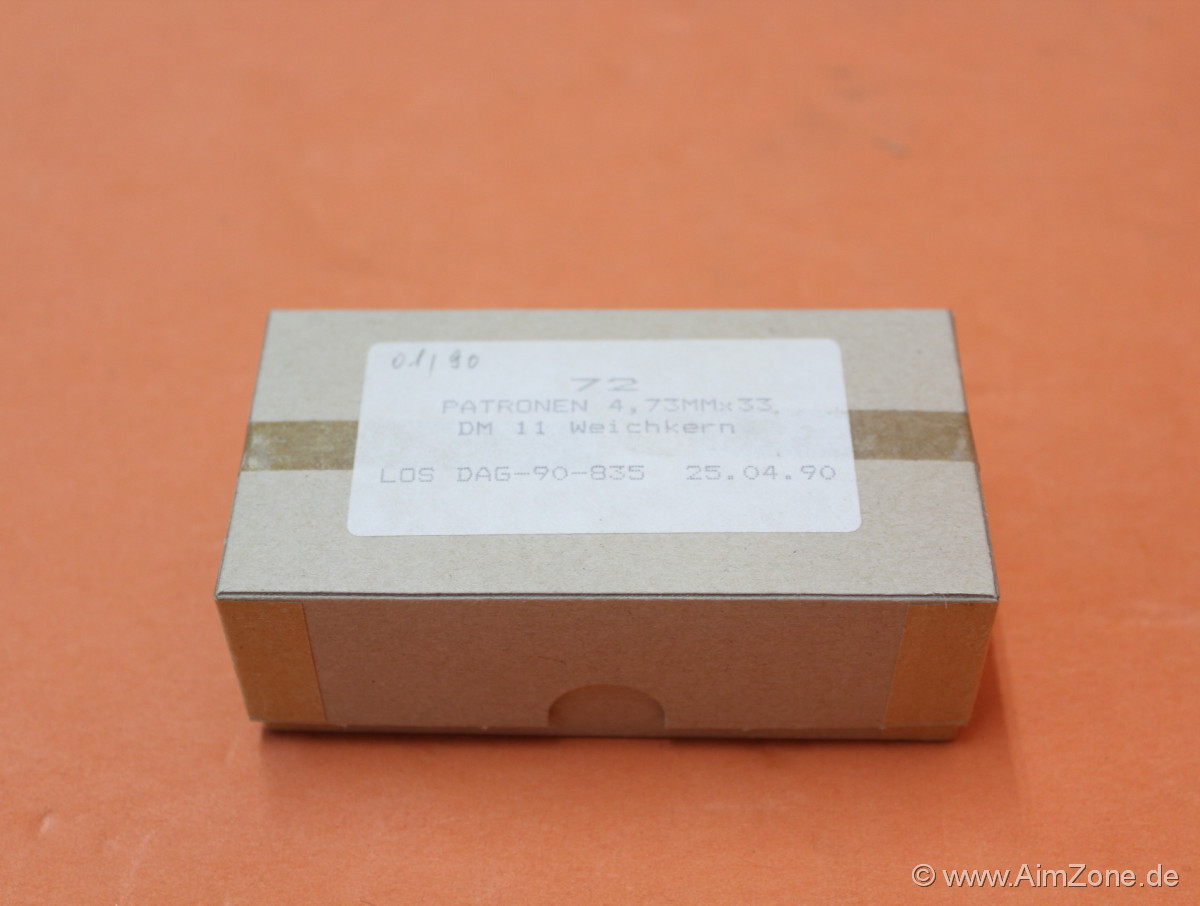 01/90
72
PATRONEN 4,73MMx33
DM 11 Weichkern
LOS DAG-90-835 25.04.90
© www.AimZone.de